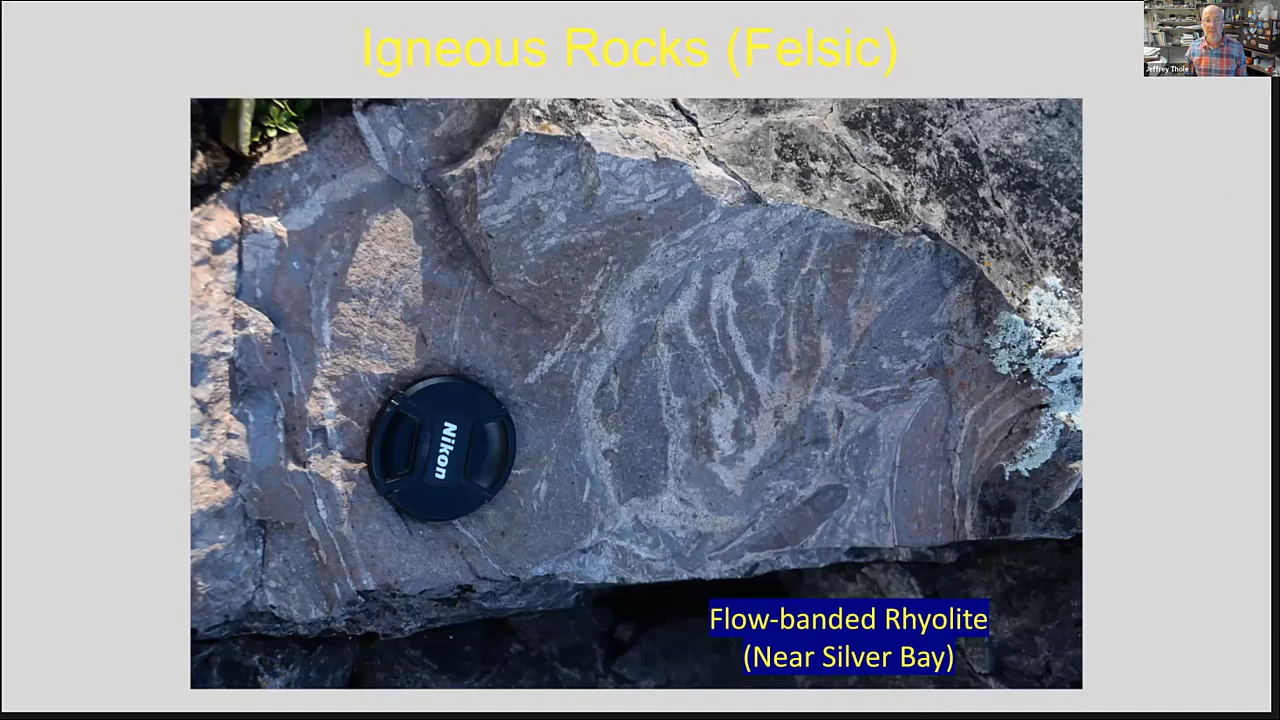 Igneous Rocks (Felsic)
Jeffrey Thole
Nikon
Flow-banded Rhyolite
(Near Silver Bay)